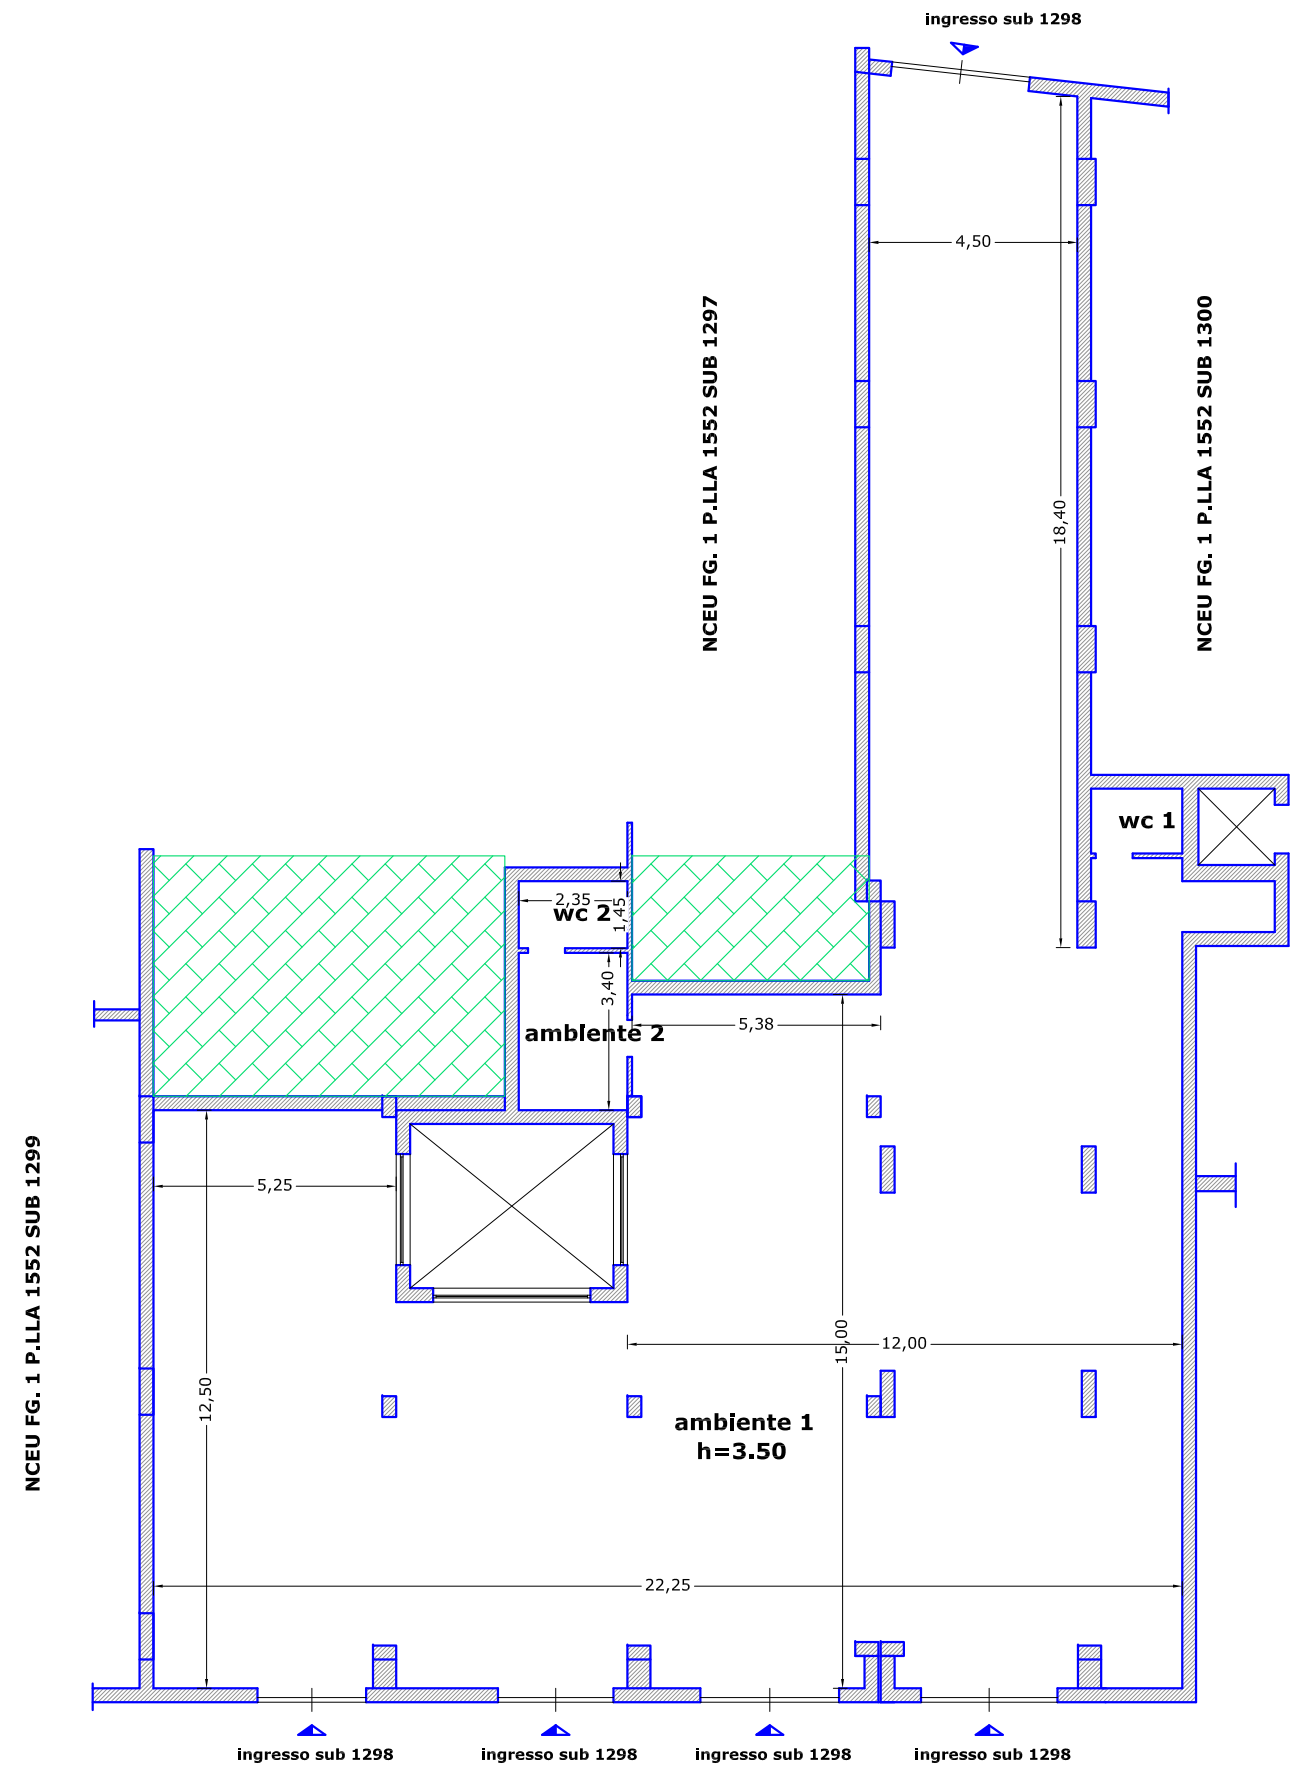 ingresso sub 1298
4,50
NCEU FG. 1 P.LLA 1552 SUB 1297
NCEU FG. 1 P.LLA 1552 SUB 1300
18,40
wc 1
2,35
wc 2
1,45
3,40
ambiente 2
5,38
NCEU FG. 1 P.LLA 1552 SUB 1299
5,25
15,00
12,00
12,50
ambiente 1
h=3.50
22,25
ingresso sub 1298
ingresso sub 1298
ingresso sub 1298
ingresso sub 1298